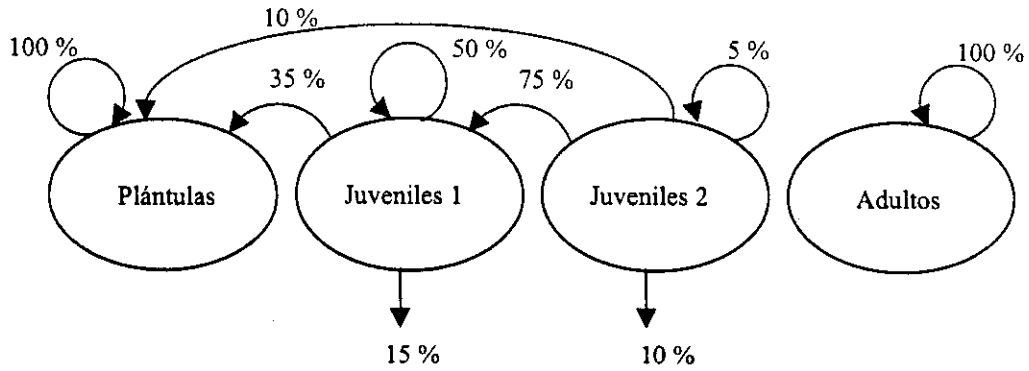 10 %
100 %
50 %
5 %
100 %
35 %
75 %
Plántulas
Juveniles 1
Juveniles 2
Adultos
15 %
10 %